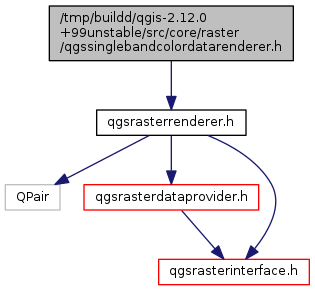 /tmp/buildd/qgis-2.12.0
+99unstable/src/core/raster
/qgssinglebandcolordatarenderer.h
qgsrasterrenderer.h
QPair
qgsrasterdataprovider.h
qgsrasterinterface.h